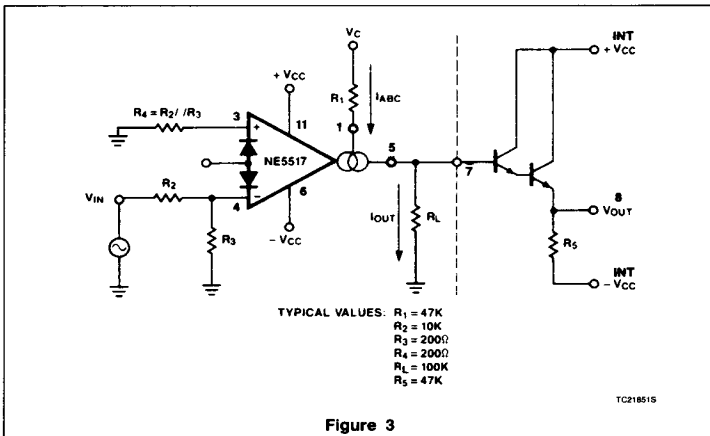 VC
INT
+ VCC
+ VCC
R1
IABC
R4 = R2/ /R3
3
11
1
5
+
NE5517
7
VIN
R2
4
−
6
8
VOUT
R3
− VCC
IOUT
RL
R5
INT
− VCC
TYPICAL VALUES: R1 = 47K
R2 = 10K
R3 = 200Ω
R4 = 200Ω
RL = 100K
R5 = 47K
TC21851S
Figure 3